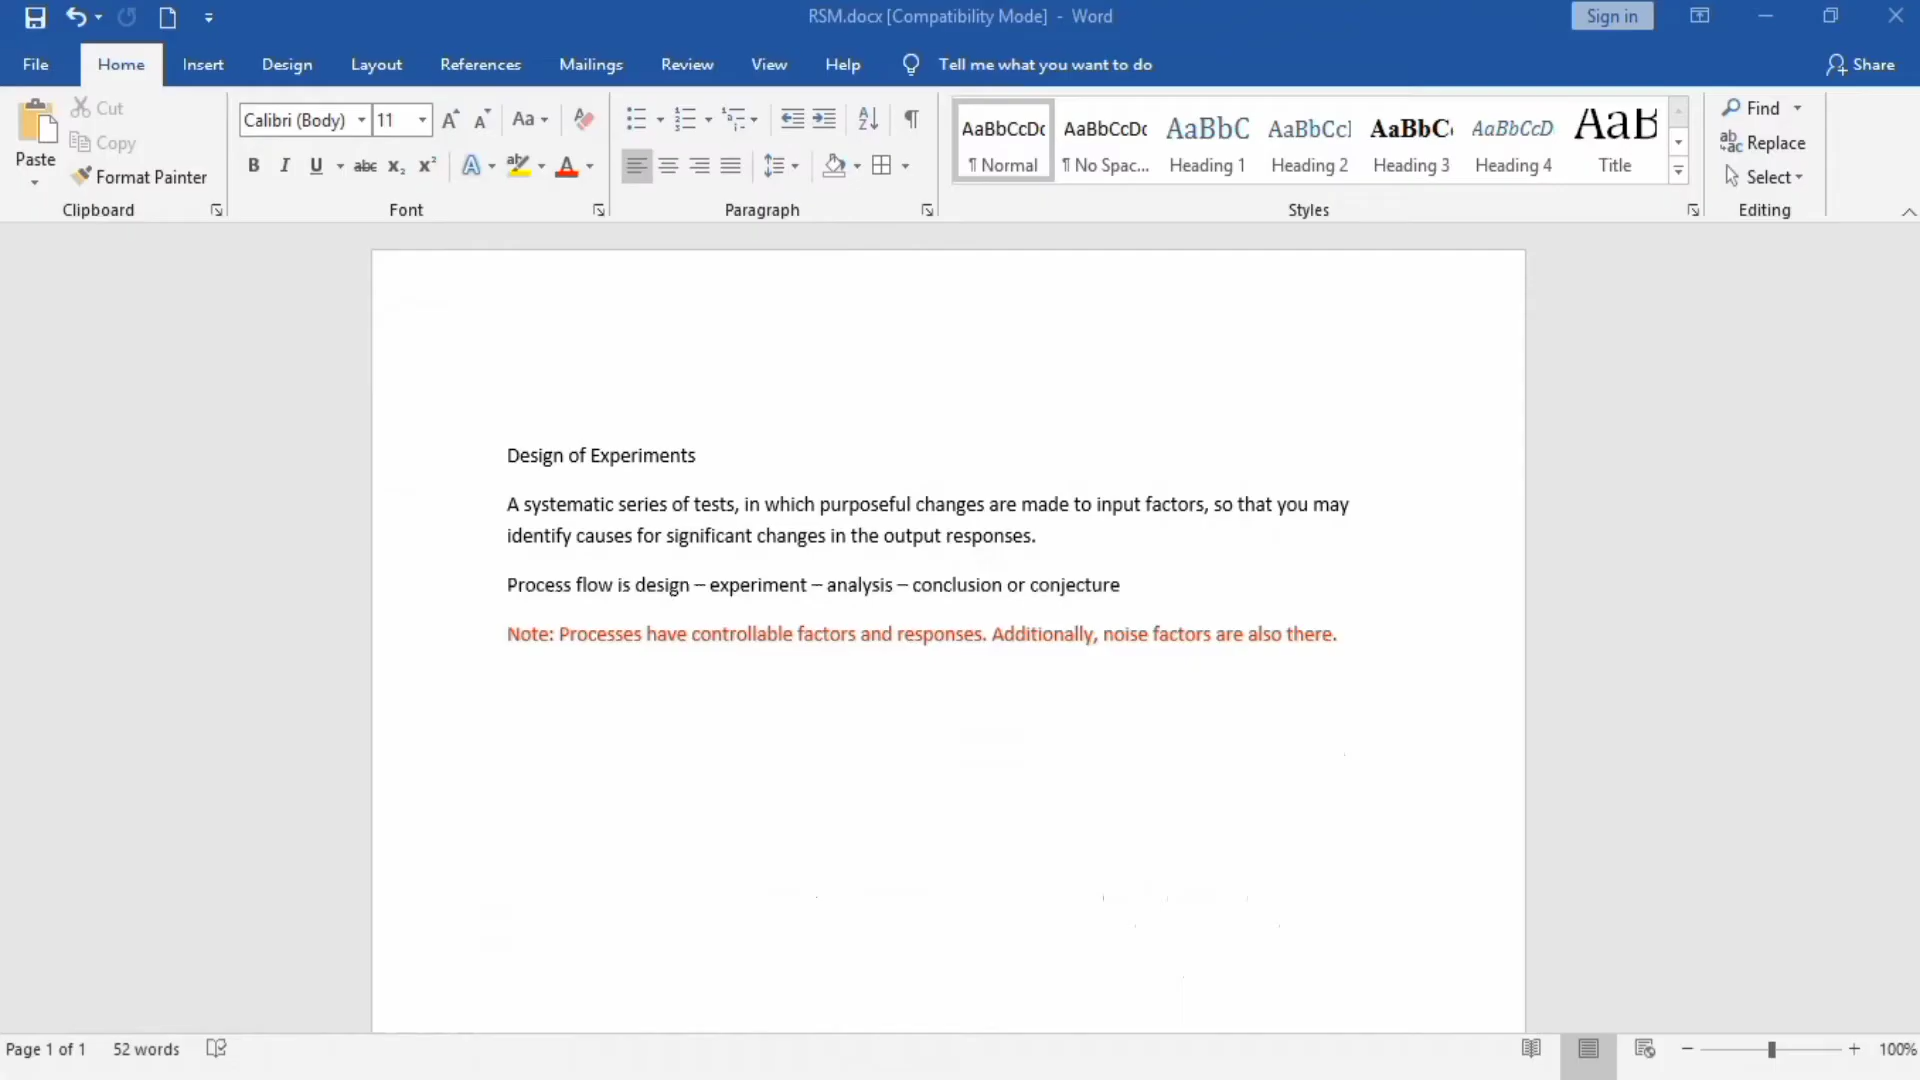 RSM.docx [Compatibility Mode] - Word
Sign in
File Home Insert Design Layout References Mailings Review View Help Tell me what you want to do Share
Paste
Cut
Copy
Format Painter
Clipboard
Calibri (Body) 11
Font
Paragraph
AaBbCcDc AaBbCcDc AaBbC AaBbCcI AaBbC AaBbCcD AaB
¶ Normal ¶ No Spac... Heading 1 Heading 2 Heading 3 Heading 4 Title
Styles
Find
Replace
Select
Editing
Design of Experiments
A systematic series of tests, in which purposeful changes are made to input factors, so that you may
identify causes for significant changes in the output responses.
Process flow is design – experiment – analysis – conclusion or conjecture
Note: Processes have controllable factors and responses. Additionally, noise factors are also there.
Page 1 of 1 52 words 100%